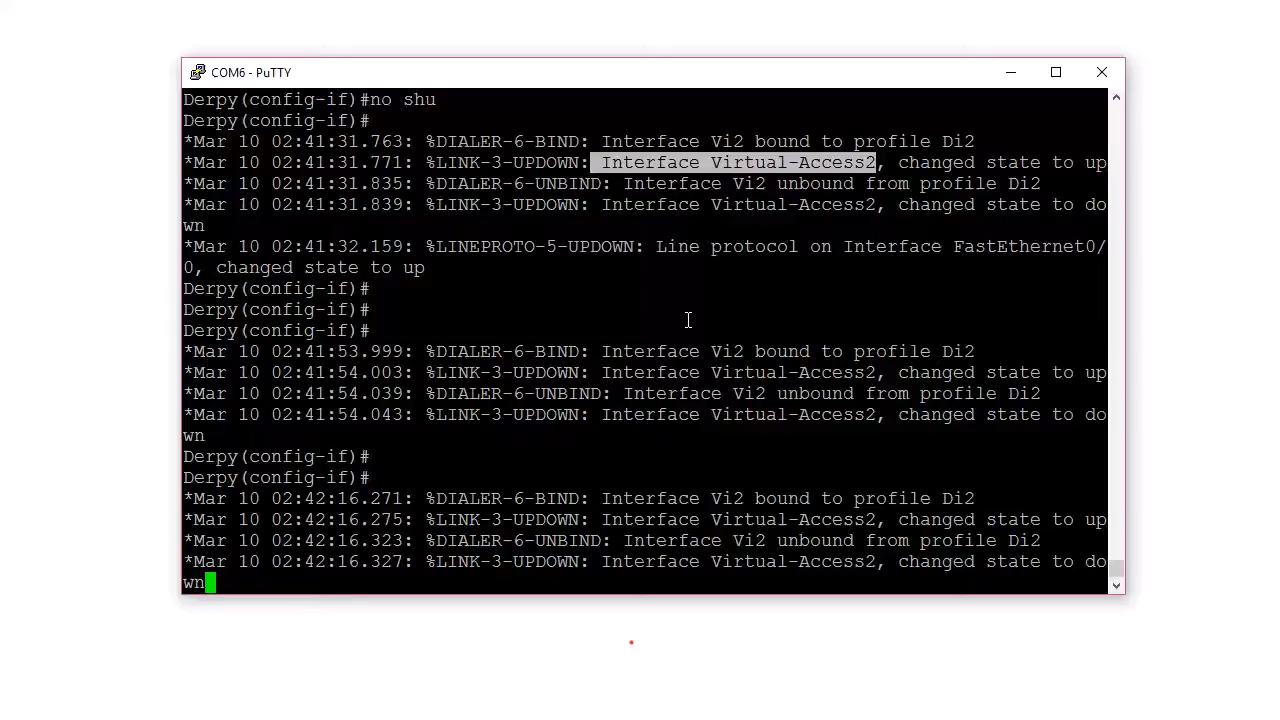 COM6 - PuTTY
Derpy(config-if)#no shu
Derpy(config-if)#
*Mar 10 02:41:31.763: %DIALER-6-BIND: Interface Vi2 bound to profile Di2
*Mar 10 02:41:31.771: %LINK-3-UPDOWN: Interface Virtual-Access2, changed state to up
*Mar 10 02:41:31.835: %DIALER-6-UNBIND: Interface Vi2 unbound from profile Di2
*Mar 10 02:41:31.839: %LINK-3-UPDOWN: Interface Virtual-Access2, changed state to do
wn
*Mar 10 02:41:32.159: %LINEPROTO-5-UPDOWN: Line protocol on Interface FastEthernet0/
0, changed state to up
Derpy(config-if)#
Derpy(config-if)#
Derpy(config-if)#
*Mar 10 02:41:53.999: %DIALER-6-BIND: Interface Vi2 bound to profile Di2
*Mar 10 02:41:54.003: %LINK-3-UPDOWN: Interface Virtual-Access2, changed state to up
*Mar 10 02:41:54.039: %DIALER-6-UNBIND: Interface Vi2 unbound from profile Di2
*Mar 10 02:41:54.043: %LINK-3-UPDOWN: Interface Virtual-Access2, changed state to do
wn
Derpy(config-if)#
Derpy(config-if)#
*Mar 10 02:42:16.271: %DIALER-6-BIND: Interface Vi2 bound to profile Di2
*Mar 10 02:42:16.275: %LINK-3-UPDOWN: Interface Virtual-Access2, changed state to up
*Mar 10 02:42:16.323: %DIALER-6-UNBIND: Interface Vi2 unbound from profile Di2
*Mar 10 02:42:16.327: %LINK-3-UPDOWN: Interface Virtual-Access2, changed state to do
wn